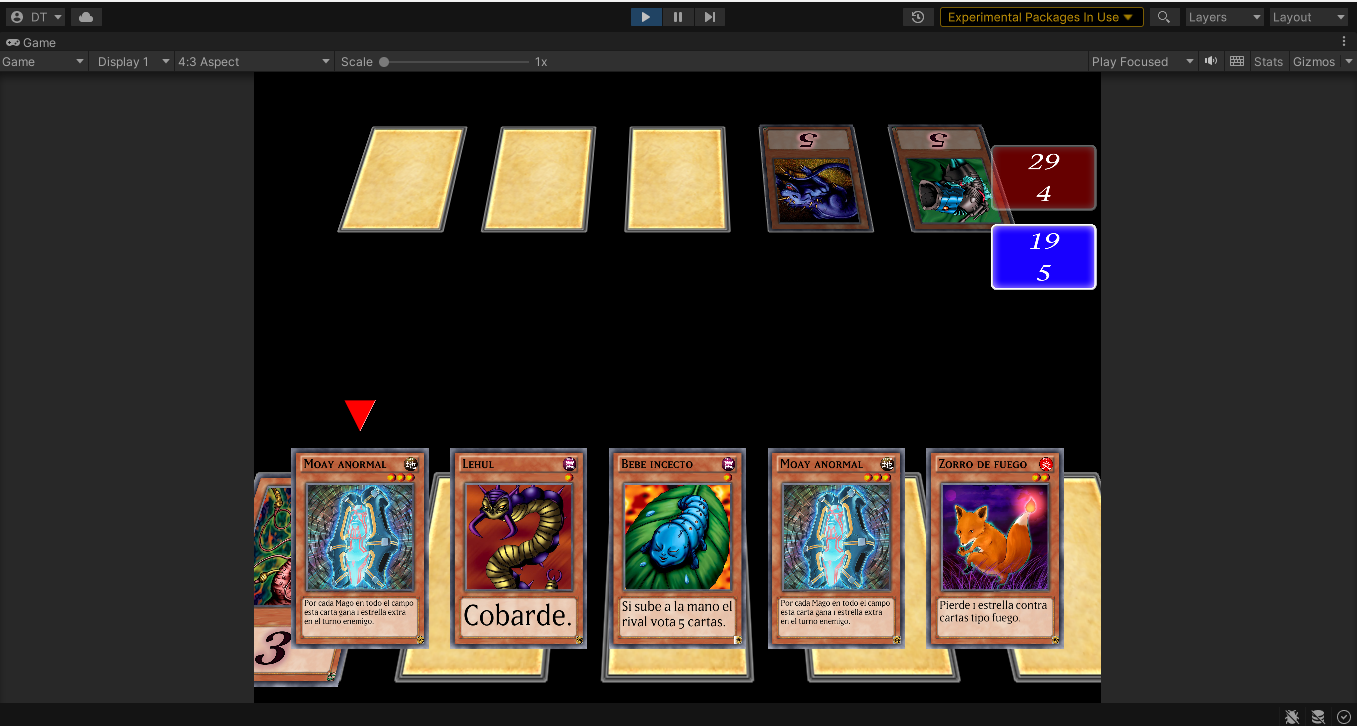 DT
Experimental Packages In Use
Layers
Layout
Game
Game
Display 1
4:3 Aspect
Scale
1x
Play Focused
Stats
Gizmos
5
5
29
4
19
5
Moay anormal
Lehul
Bebe incecto
Moay anormal
Zorro de fuego
Por cada Mago en todo el campo
esta carta gana 1 estrella extra
en el turno enemigo.
Cobarde.
Si sube a la mano el
rival vota 5 cartas.
Por cada Mago en todo el campo
esta carta gana 1 estrella extra
en el turno enemigo.
Pierde 1 estrella contra
cartas tipo fuego.
3